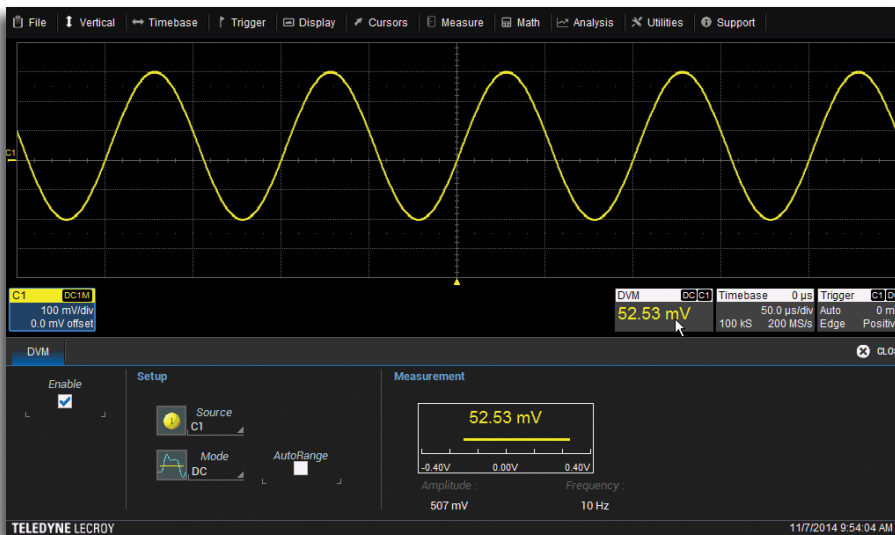 File Vertical Timebase Trigger Display Cursors Measure Math Analysis Utilities Support
C1
C1 DC1M
100 mV/div
0.0 mV offset
DVM DC C1
52.53 mV
Timebase 0 µs
50.0 µs/div
100 kS 200 MS/s
Trigger C1
Auto 0 m
Edge Positiv
DVM
CLOS
Enable
Setup
Source
C1
Mode
DC
AutoRange
Measurement
52.53 mV
-0.40V 0.00V 0.40V
Amplitude : Frequency :
507 mV 10 Hz
TELEDYNE LECROY
11/7/2014 9:54:04 AM